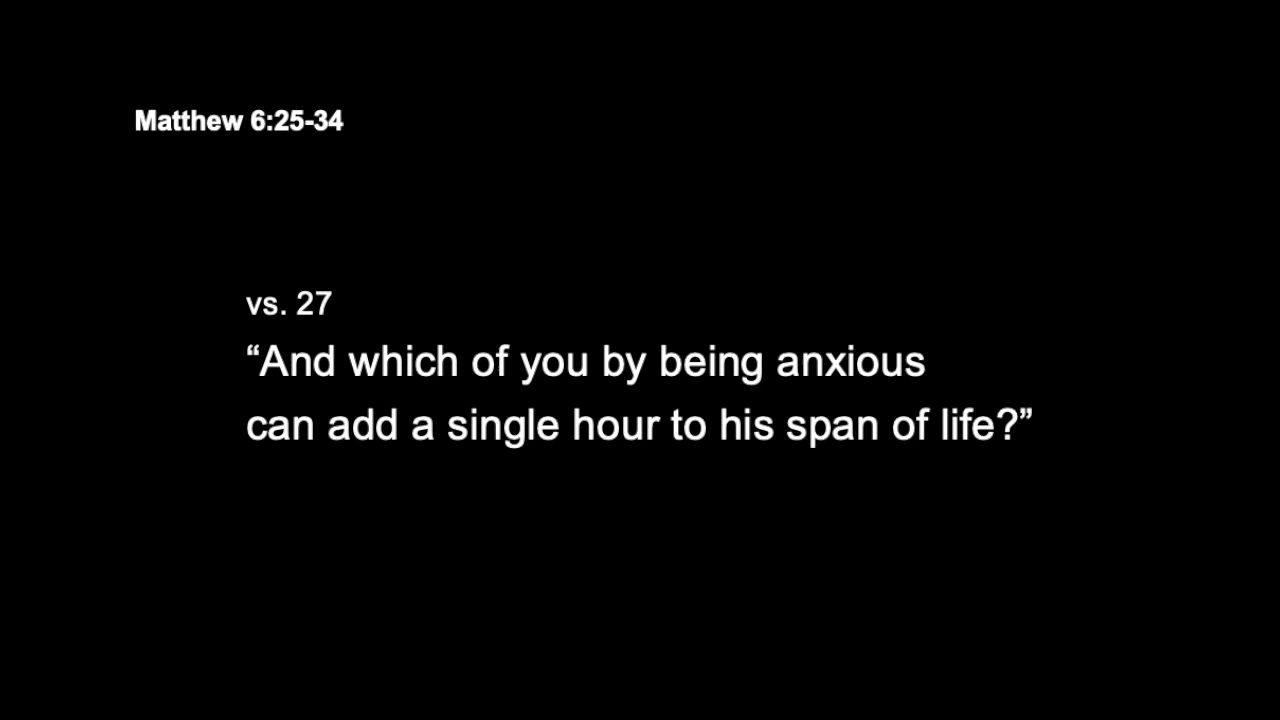 Matthew 6:25-34
vs. 27
“And which of you by being anxious
can add a single hour to his span of life?”